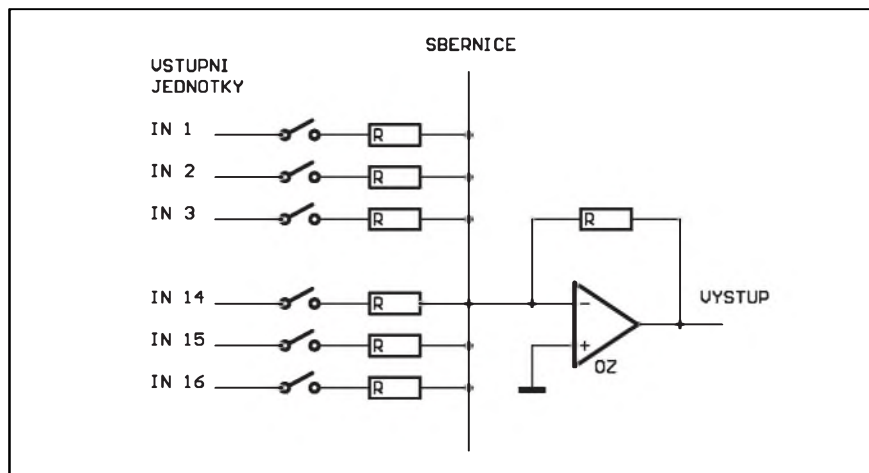 SBERNICE
VSTUPNI
JEDNOTKY
IN 1
R
IN 2
R
IN 3
R
R
IN 14
R
VYSTUP
IN 15
R
OZ
IN 16
R